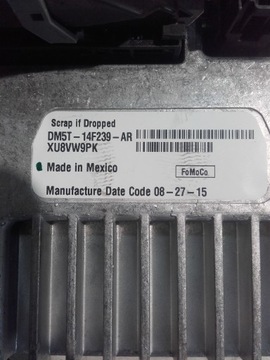 Scrap if Dropped
DM5T-14F239-AR
XU8VW9PK
Made in Mexico
FoMoCo
Manufacture Date Code 08-27-15